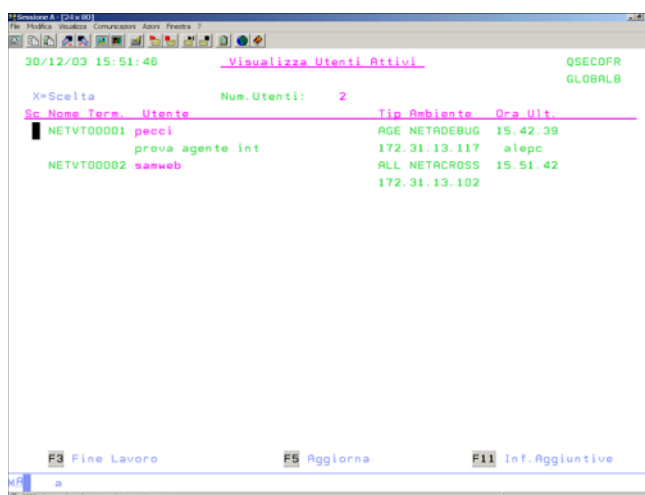 Sessione A - [24 x 80]
File Modifica Visualizza Comunicazioni Azioni Finestra ?
30/12/03 15:51:46 Visualizza Utenti Attivi QSECOFR
GLOBAL8
X=Scelta Num.Utenti: 2
Sc Nome Term. Utente Tip Ambiente Ora Ult.
NETVT00001 pecci AGE NETADEBUG 15.42.39
prova agente int 172.31.13.117 alepc
NETVT00002 samweb ALL NETACROSS 15.51.42
172.31.13.102
F3 Fine Lavoro F5 Aggiorna F11 Inf.Aggiuntive
MA a